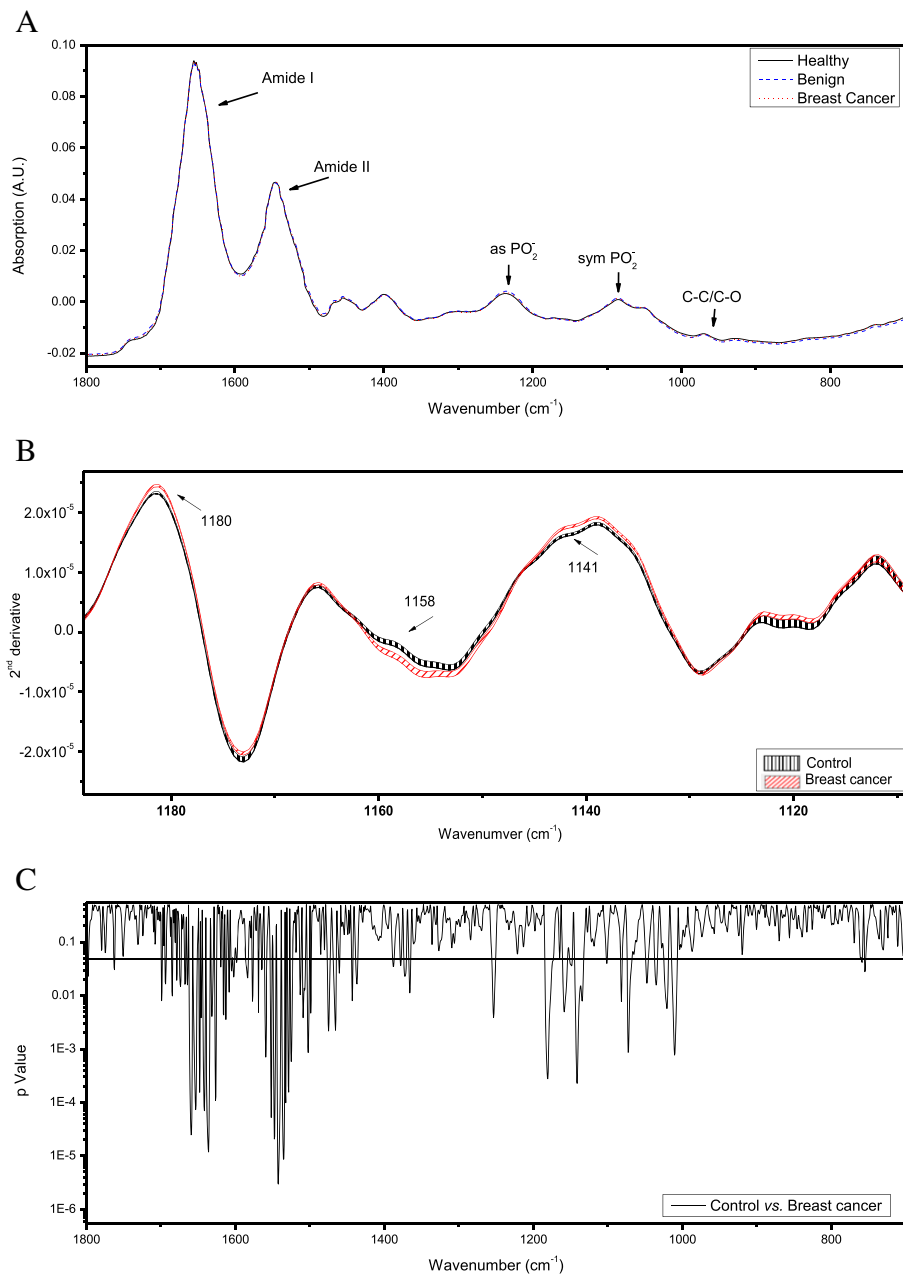 A
0.10
0.08
0.06
0.04
0.02
0.00
-0.02
Absorption (A.U.)
Amide I
Amide II
as PO₂⁻
sym PO₂⁻
C-C/C-O
Healthy
Benign
Breast Cancer
1800 1600 1400 1200 1000 800
Wavenumber (cm⁻¹)
B
2.0x10⁻⁵
1.0x10⁻⁵
0.0
-1.0x10⁻⁵
-2.0x10⁻⁵
2ⁿᵈ derivative
1180
1158
1141
Control
Breast cancer
1180 1160 1140 1120
Wavenumver (cm⁻¹)
C
0.1
0.01
1E-3
1E-4
1E-5
1E-6
p Value
Control vs. Breast cancer
1800 1600 1400 1200 1000 800
Wavenumber (cm⁻¹)